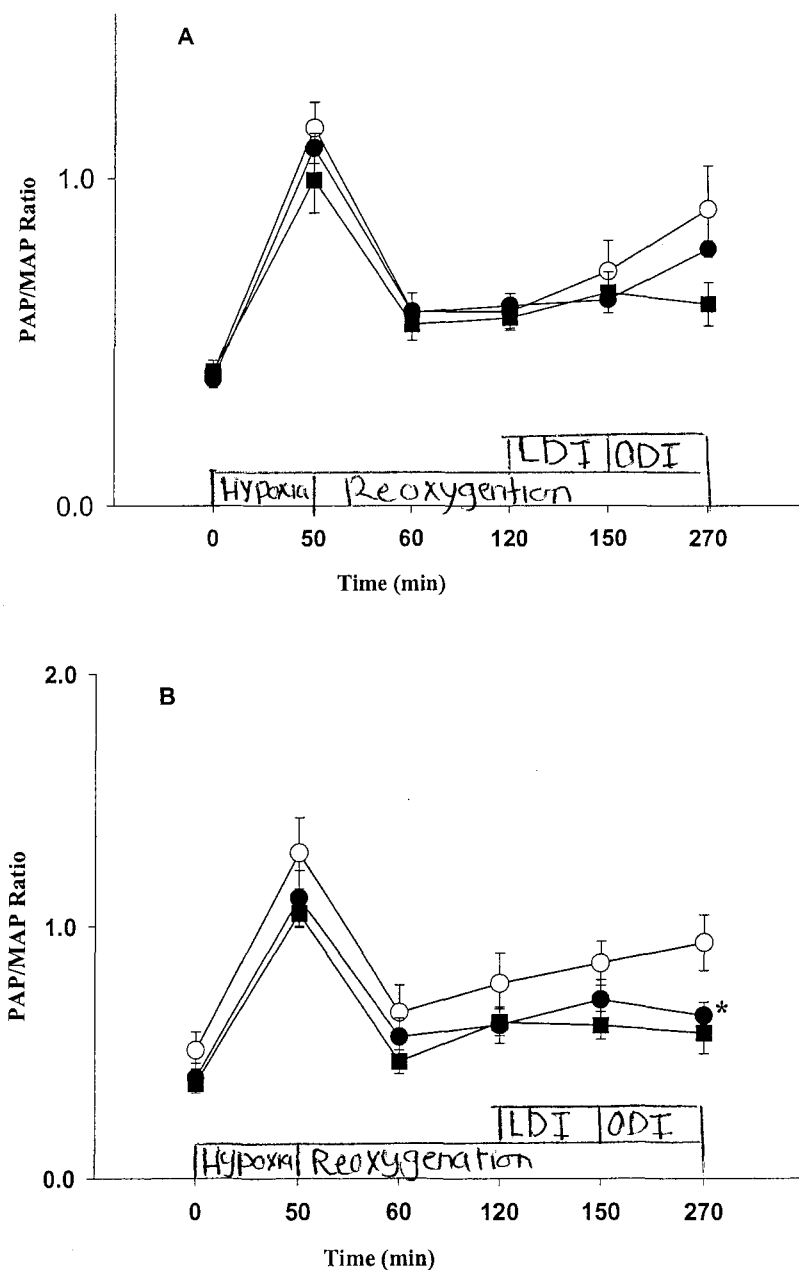 A
PAP/MAP Ratio
1.0
0.0
LDI ODI
Hypoxia Reoxygention
0 50 60 120 150 270
Time (min)
2.0
B
PAP/MAP Ratio
1.0
*
0.0
LDI ODI
Hypoxia Reoxygenation
0 50 60 120 150 270
Time (min)